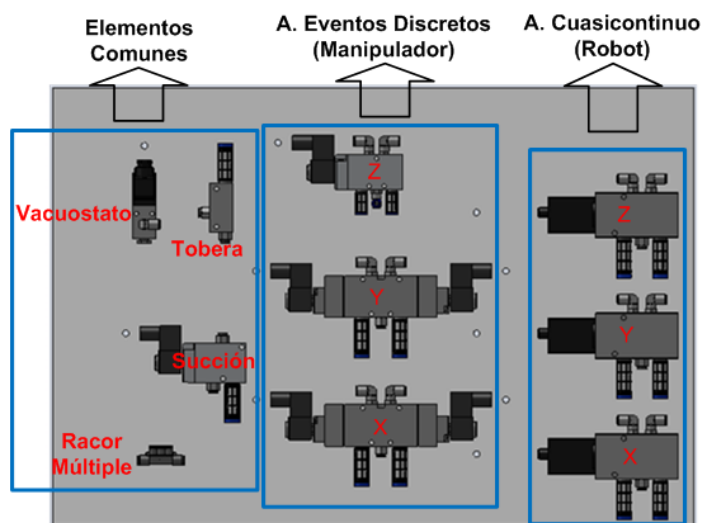 Elementos
Comunes
A. Eventos Discretos
(Manipulador)
A. Cuasicontinuo
(Robot)
Vacuostato
Tobera
Succión
Racor
Múltiple
Z
Y
X
Z
Y
X